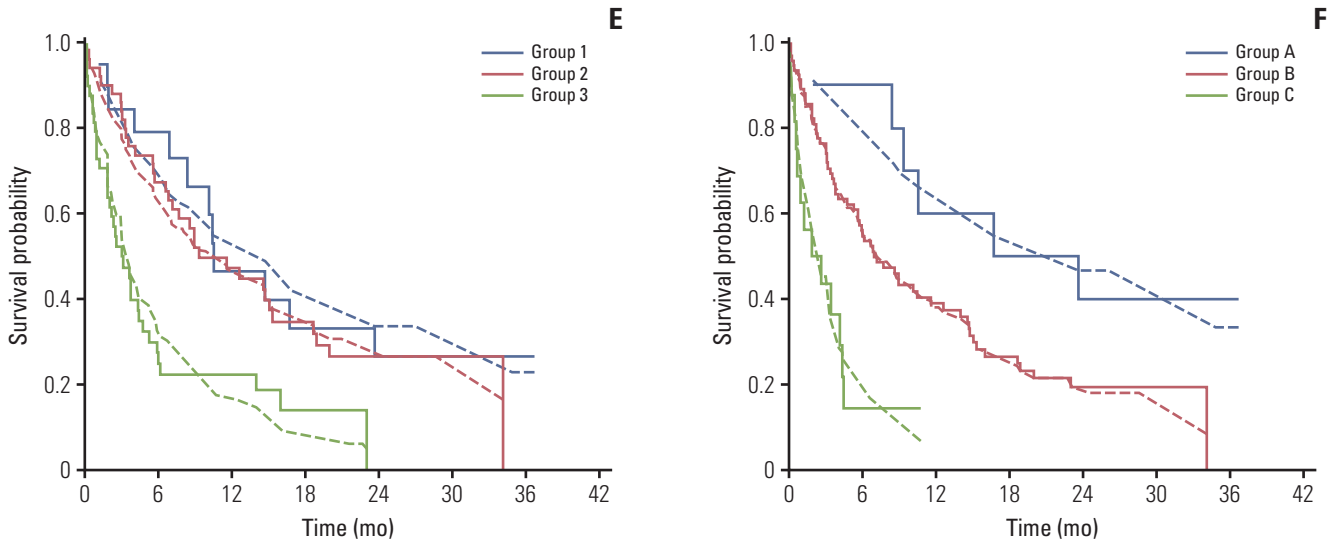 E
1.0
0.8
0.6
0.4
0.2
0
Survival probability
Group 1
Group 2
Group 3
0 6 12 18 24 30 36 42
Time (mo)
F
1.0
0.8
0.6
0.4
0.2
0
Survival probability
Group A
Group B
Group C
0 6 12 18 24 30 36 42
Time (mo)